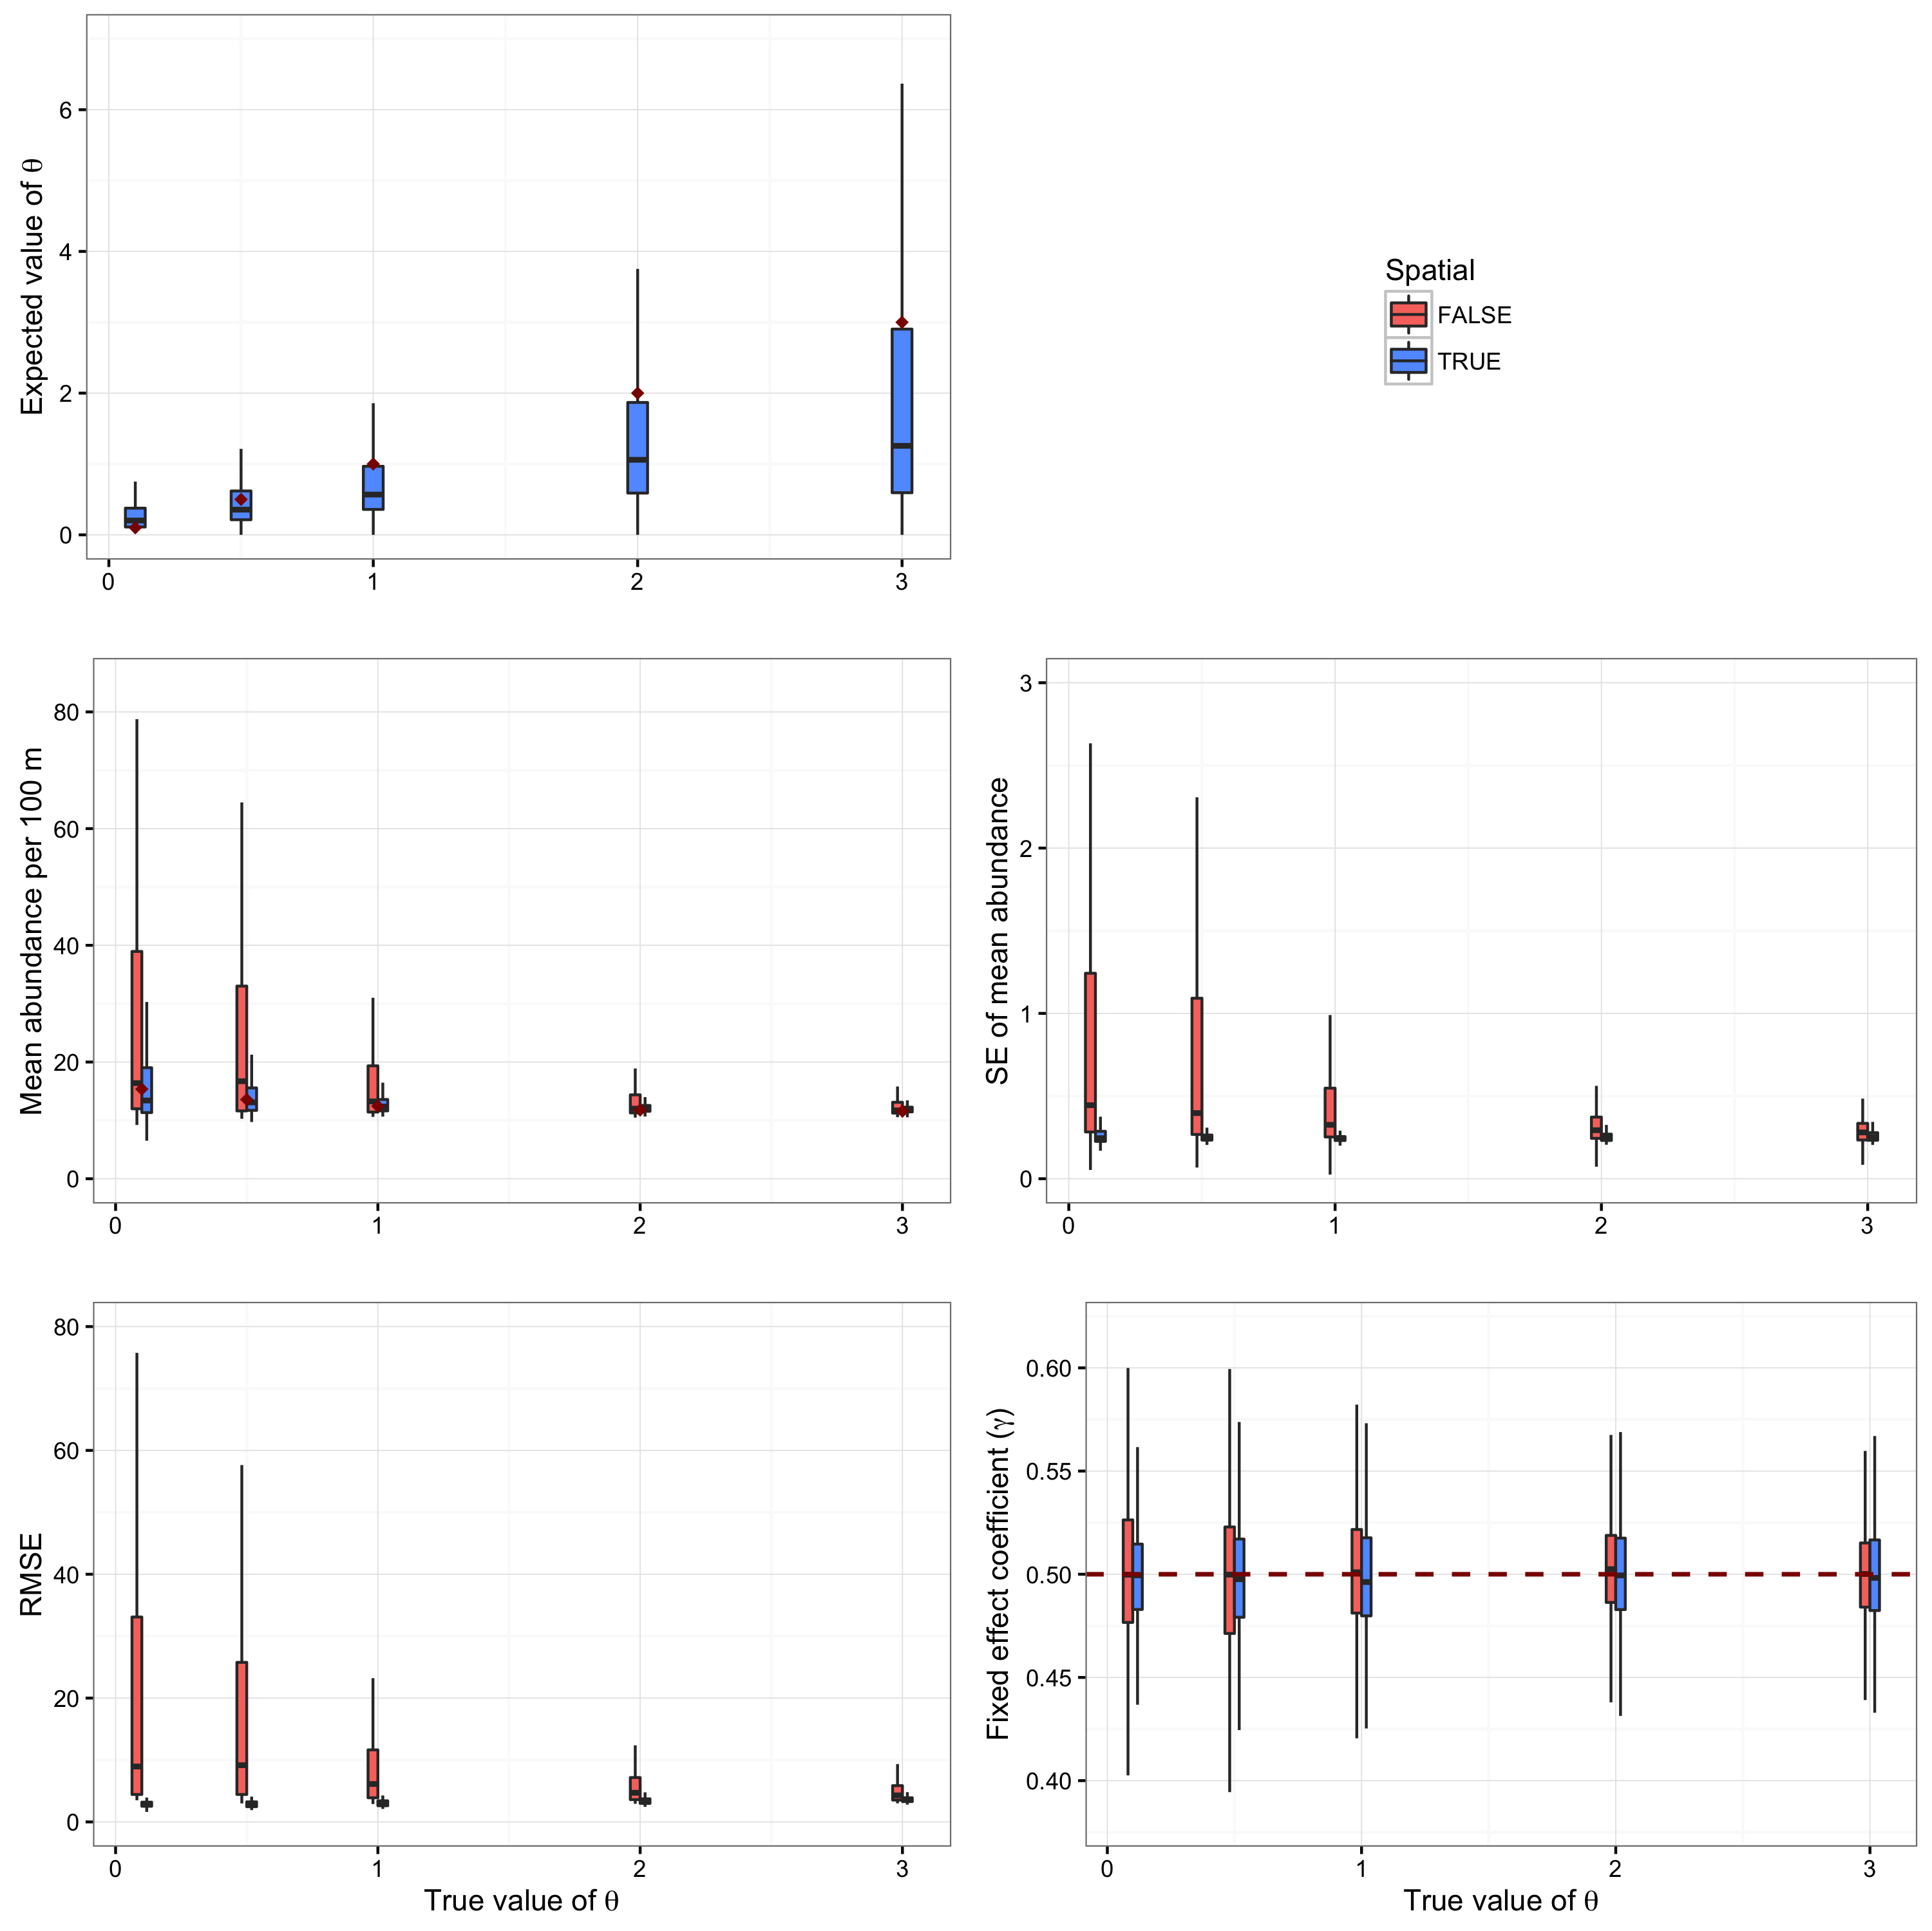 Expected value of θ
6
4
2
0
0 1 2 3
Spatial
FALSE
TRUE
Mean abundance per 100 m
80
60
40
20
0
0 1 2 3
SE of mean abundance
3
2
1
0
0 1 2 3
RMSE
80
60
40
20
0
0 1 2 3
True value of θ
Fixed effect coefficient (γ)
0.60
0.55
0.50
0.45
0.40
0 1 2 3
True value of θ